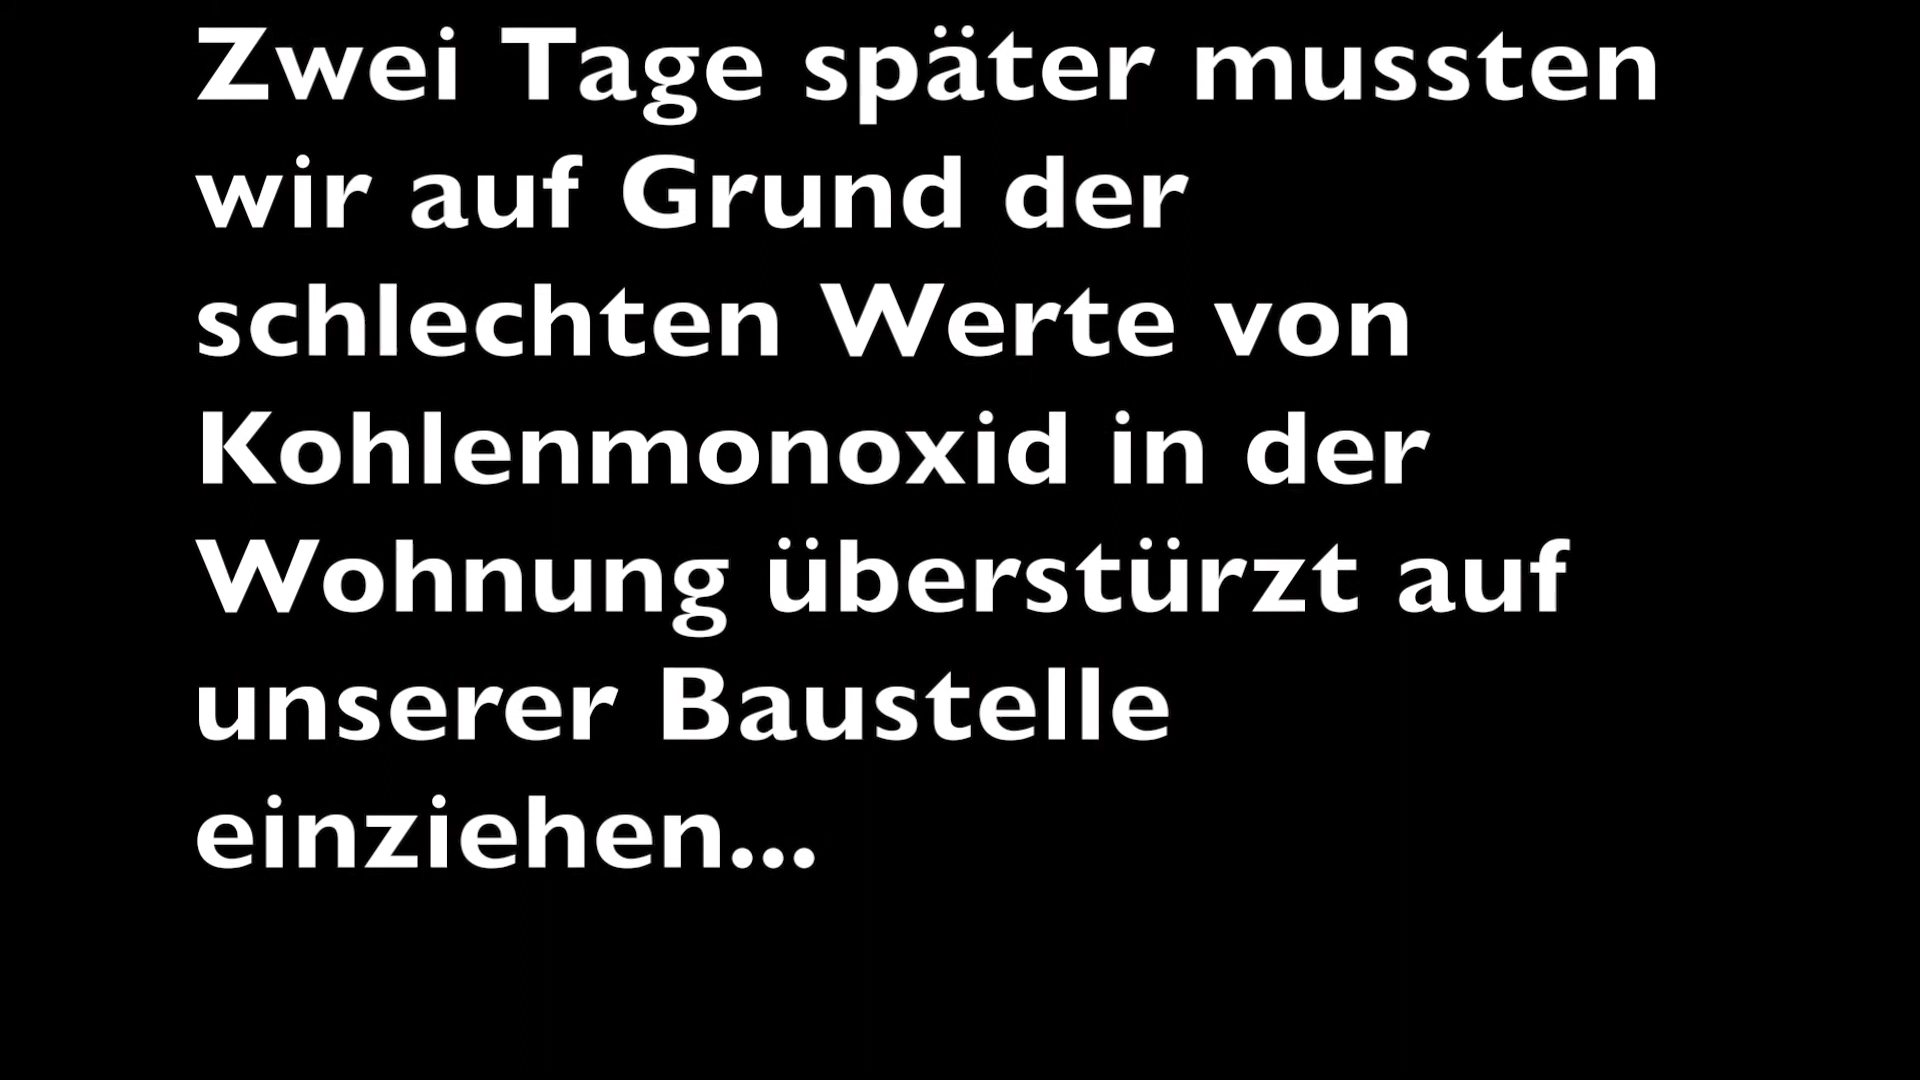 Zwei Tage später mussten
wir auf Grund der
schlechten Werte von
Kohlenmonoxid in der
Wohnung überstürzt auf
unserer Baustelle
einziehen...